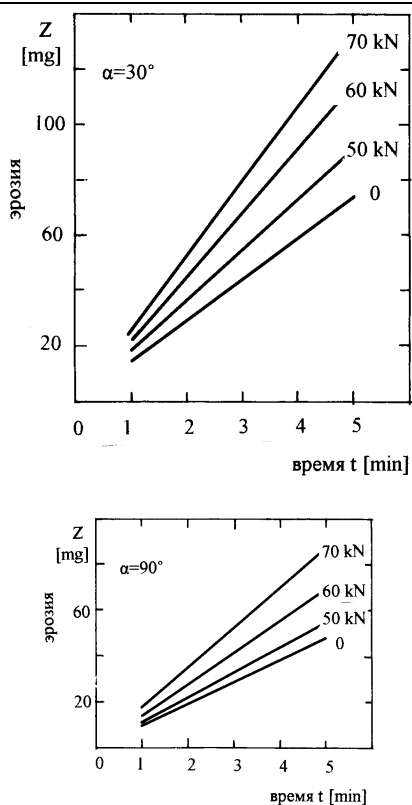 Z
[mg]
α=30°
70 kN
60 kN
50 kN
0
100
60
20
эрозия
0 1 2 3 4 5
время t [min]
Z
[mg]
α=90°
70 kN
60 kN
50 kN
0
60
20
эрозия
0 1 2 3 4 5
время t [min]